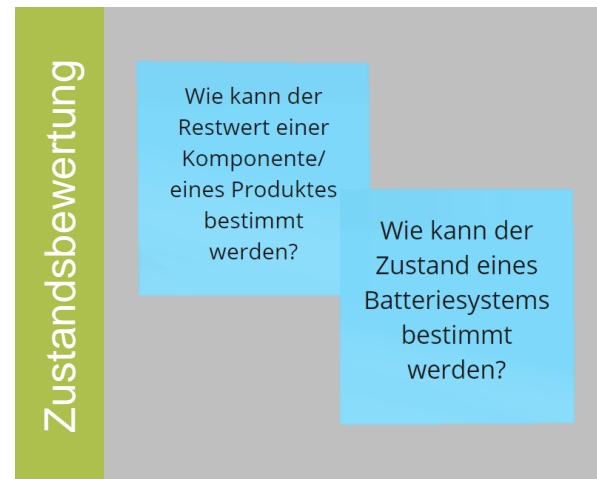 Zustandsbewertung
Wie kann der
Restwert einer
Komponente/
eines Produktes
bestimmt
werden?
Wie kann der
Zustand eines
Batteriesystems
bestimmt
werden?